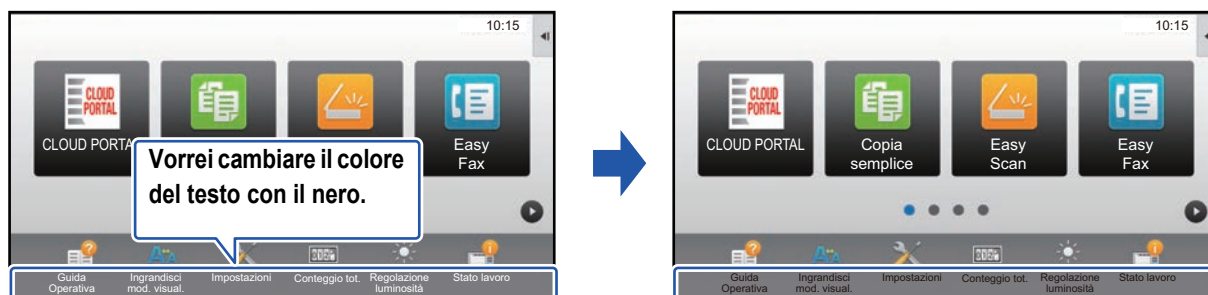 10:15
CLOUD
PORTAL
CLOUD PORTA
Easy
Fax
Vorrei cambiare il colore
del testo con il nero.
Guida
Operativa
Ingrandisci
mod. visual.
Impostazioni
Conteggio tot.
Regolazione
luminosità
Stato lavoro
10:15
CLOUD
PORTAL
CLOUD PORTAL
Copia
semplice
Easy
Scan
Easy
Fax
Guida
Operativa
Ingrandisci
mod. visual.
Impostazioni
Conteggio tot.
Regolazione
luminosità
Stato lavoro